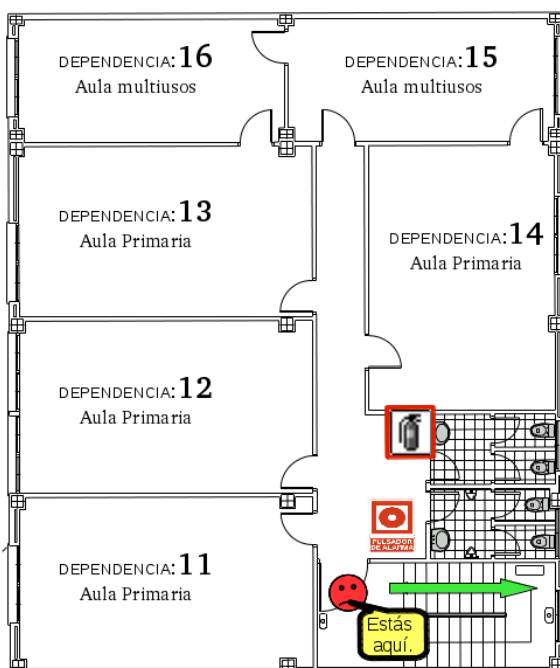 DEPENDENCIA:16
Aula multiusos
DEPENDENCIA:15
Aula multiusos
DEPENDENCIA:13
Aula Primaria
DEPENDENCIA:14
Aula Primaria
DEPENDENCIA:12
Aula Primaria
PULSADOR
DE ALARMA
DEPENDENCIA:11
Aula Primaria
Estás
aquí.